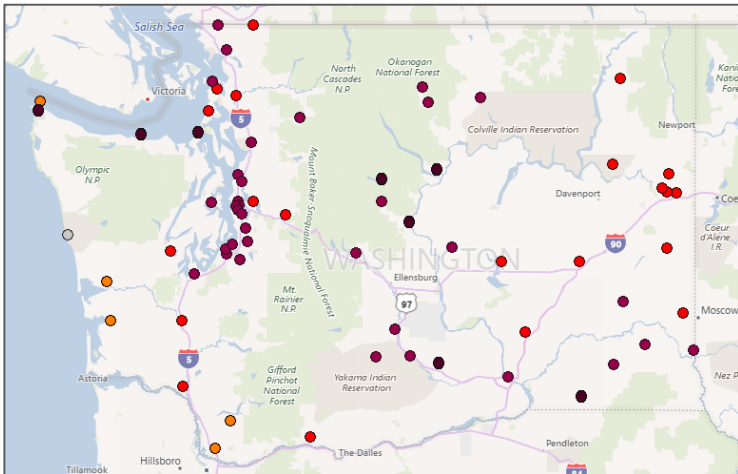 Salish Sea
Okanogan
National Forest
North
Cascades
N.P.
Kani
Nation
Fore
Victoria
5
Newport
Colville Indian Reservation
Olympic
N.P.
Mount Baker-Snoqualmie National Forest
Davenport
Coe
Coeur
d'Alene
I.R.
90
WASHINGTON
Ellensburg
Mt.
Rainier
N.P.
97
Moscow
5
Astoria
Gifford
Pinchot
National
Forest
Yakama Indian
Reservation
Nez P
The Dalles
Pendleton
Hillsboro
Tillamook
84